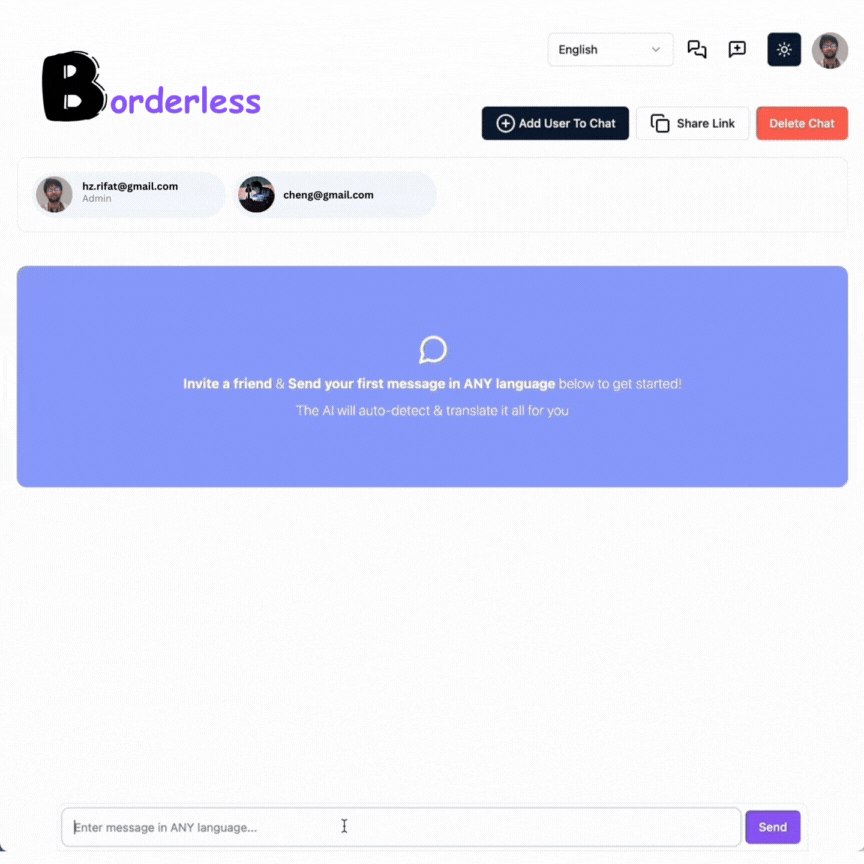 English
Borderless
Add User To Chat
Share Link
Delete Chat
hz.rifat@gmail.com
Admin
cheng@gmail.com
Invite a friend & Send your first message in ANY language below to get started!
The AI will auto-detect & translate it all for you
Enter message in ANY language...
Send